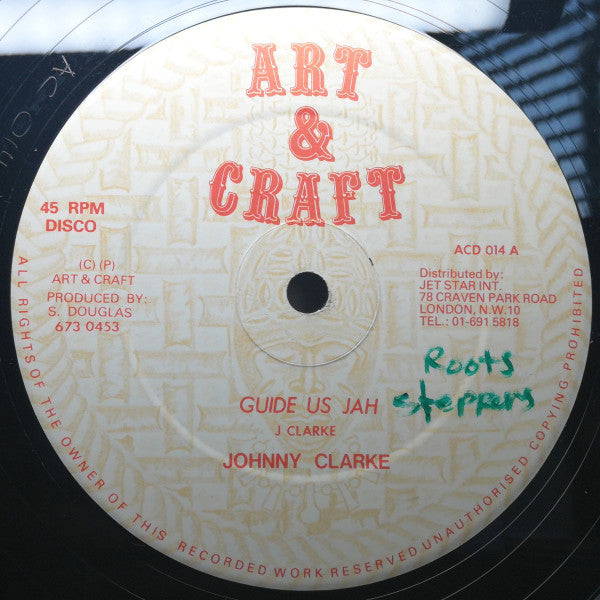 ART
&
CRAFT
45 RPM
DISCO
ACD 014 A
(C) (P)
ART & CRAFT
PRODUCED BY:
S. DOUGLAS
673 0453
Distributed by:
JET STAR INT.
78 CRAVEN PARK ROAD
LONDON, N.W.10
TEL.: 01-691 5818
Roots
Steppers
GUIDE US JAH
J CLARKE
JOHNNY CLARKE
ALL RIGHTS OF THE OWNER OF THIS RECORDED WORK RESERVED UNAUTHORISED COPYING PROHIBITED